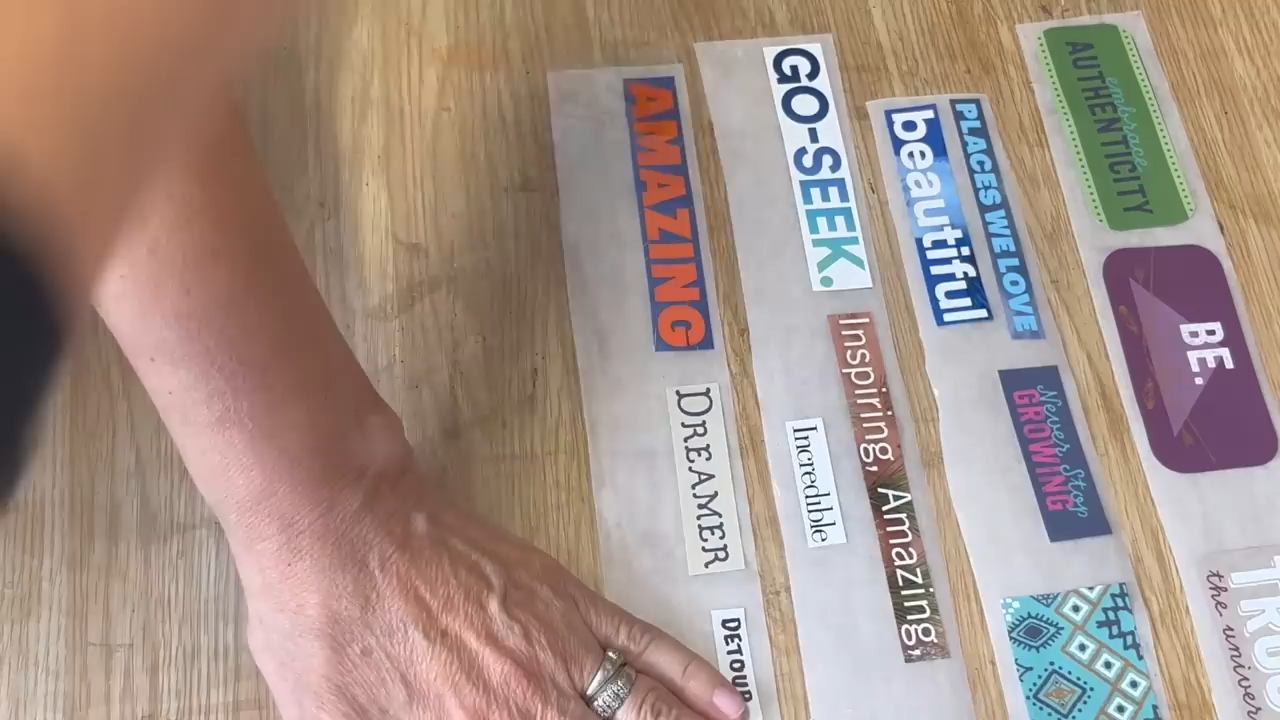 AMAZING
DREAMER
DETOUR
GO-SEEK.
Inspiring, Amazing,
Incredible
PLACES WE LOVE
beautiful
Never Stop
GROWING
embrace
AUTHENTICITY
BE.
the